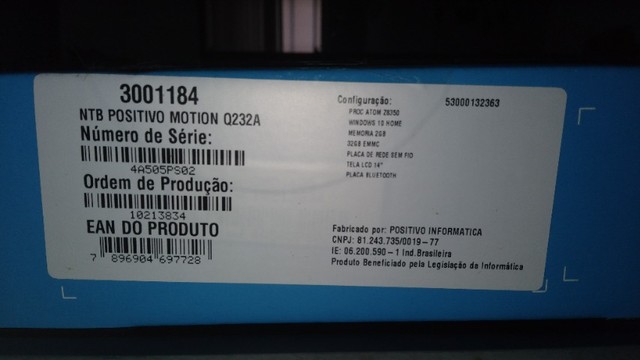 3001184
NTB POSITIVO MOTION Q232A
Número de Série:
4A505PS02
Ordem de Produção:
10213834
EAN DO PRODUTO
7 896904 697728
Configuração:
53000132363
PROC ATOM Z8350
WINDOWS 10 HOME
MEMORIA 2GB
32GB EMMC
PLACA DE REDE SEM FIO
TELA LCD 14"
PLACA BLUETOOTH
Fabricado por: POSITIVO INFORMATICA
CNPJ: 81.243.735/0019-77
IE: 06.200.590-1 Ind.Brasileira
Produto Beneficiado pela Legislação da Informática